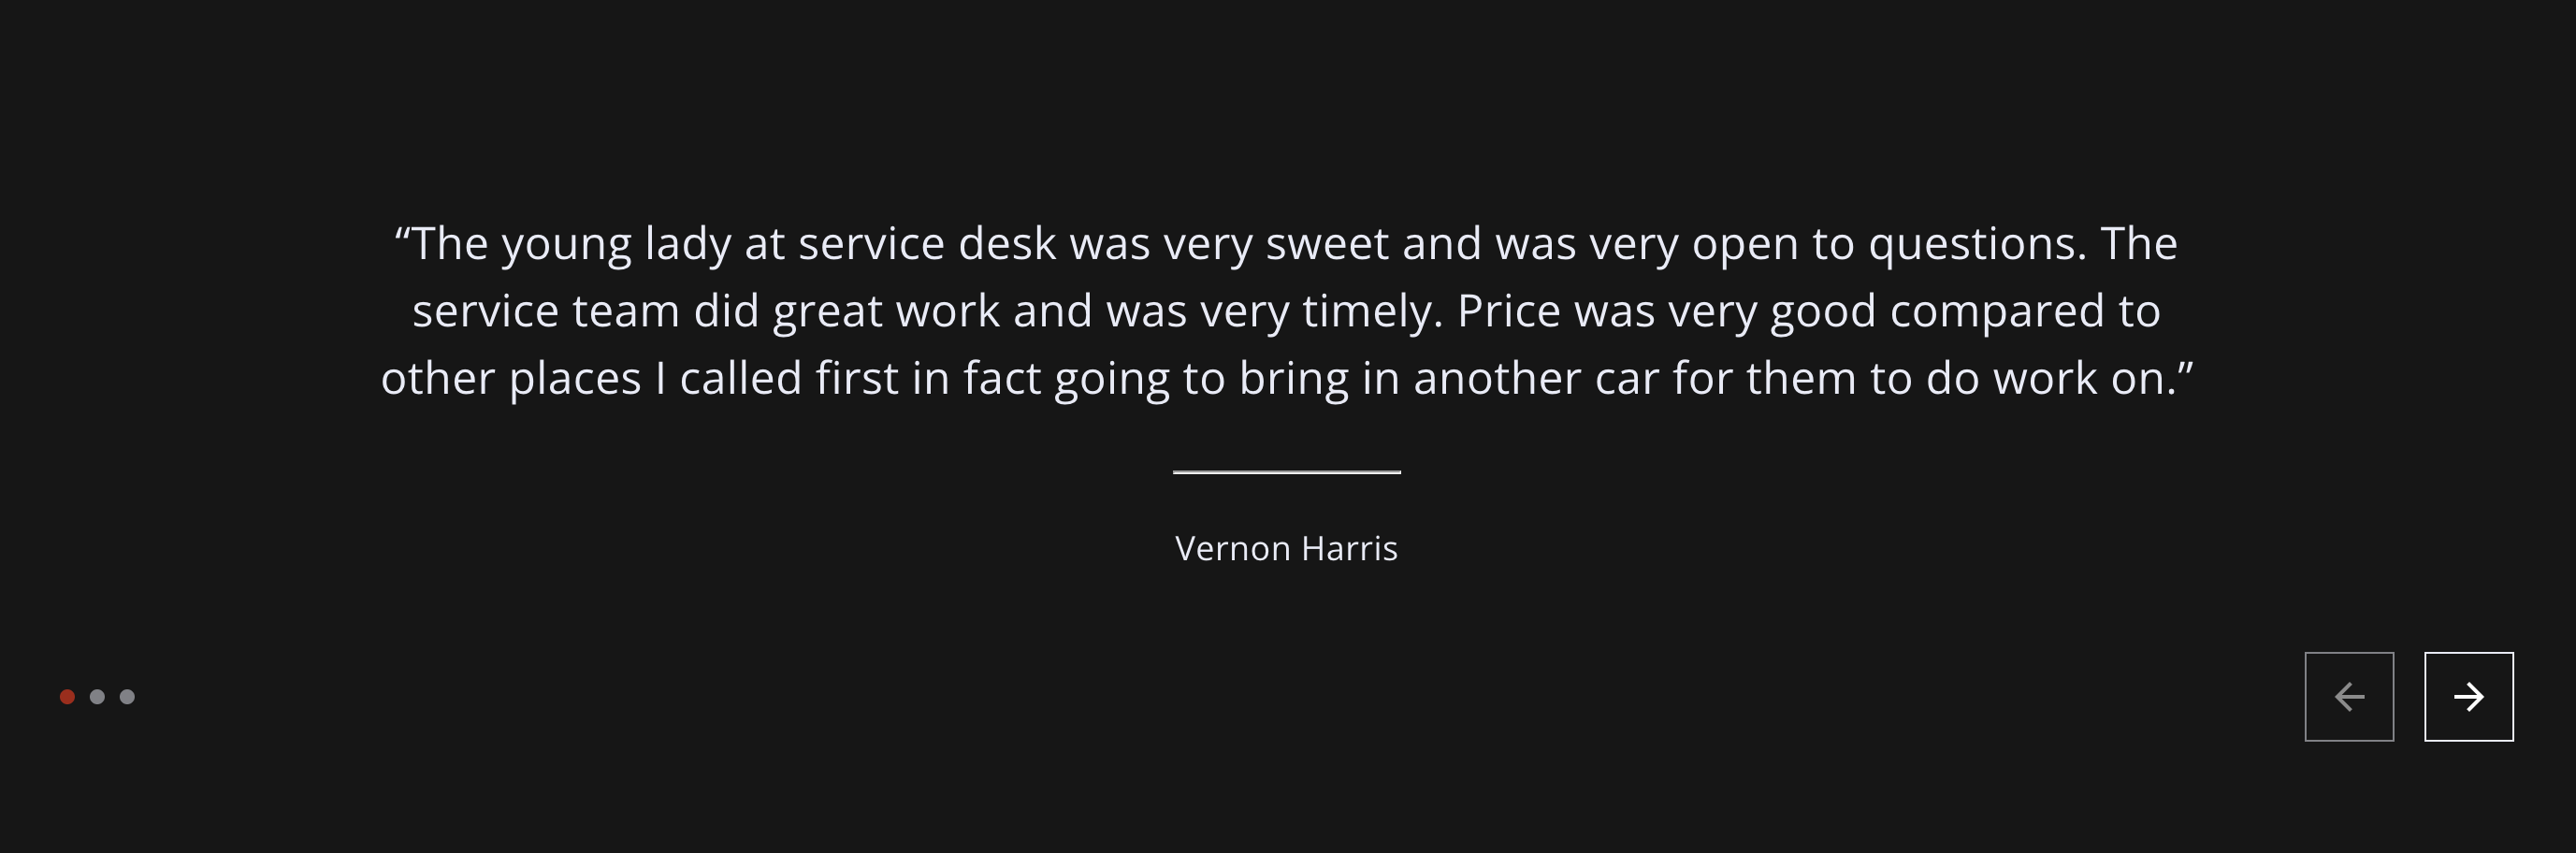 “The young lady at service desk was very sweet and was very open to questions. The
service team did great work and was very timely. Price was very good compared to
other places I called first in fact going to bring in another car for them to do work on.”
Vernon Harris